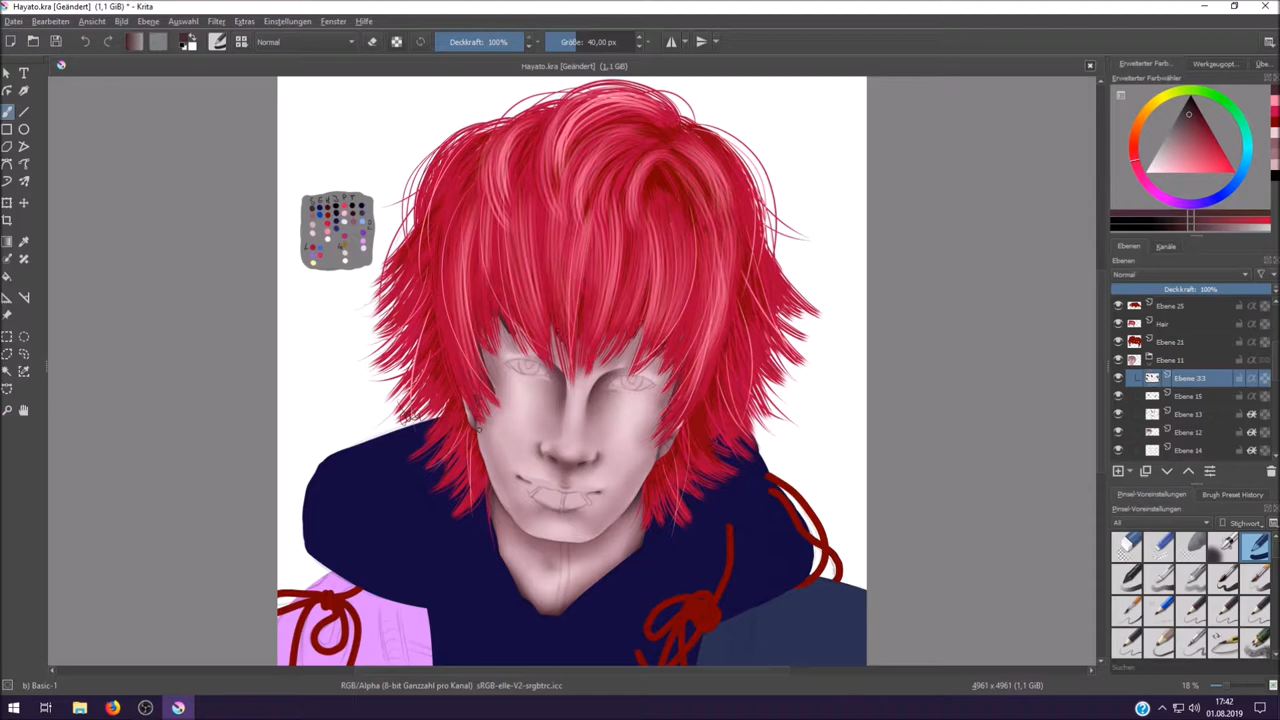 Hayato.kra [Geändert] (1,1 GiB) * - Krita
Datei Bearbeiten Ansicht Bild Ebene Auswahl Filter Extras Einstellungen Fenster Hilfe
Normal Deckkraft: 100% Größe: 40,00 px
Hayato.kra [Geändert] (1,1 GiB)
Erweiterter Farb... Werkzeugopt...
Erweiterter Farbwähler
Ebenen Kanäle
Ebenen
Normal
Deckkraft: 100%
Ebene 25
Hair
Ebene 21
Ebene 11
Ebene 33
Ebene 15
Ebene 13
Ebene 12
Ebene 14
Pinsel-Voreinstellungen Brush Preset History
Pinsel-Voreinstellungen
All Stichwort
Suchen
b) Basic-1 RGB/Alpha (8-bit Ganzzahl pro Kanal) sRGB-elle-V2-srgbtrc.icc 4961 x 4961 (1,1 GiB) 18 %
17:42
01.08.2019